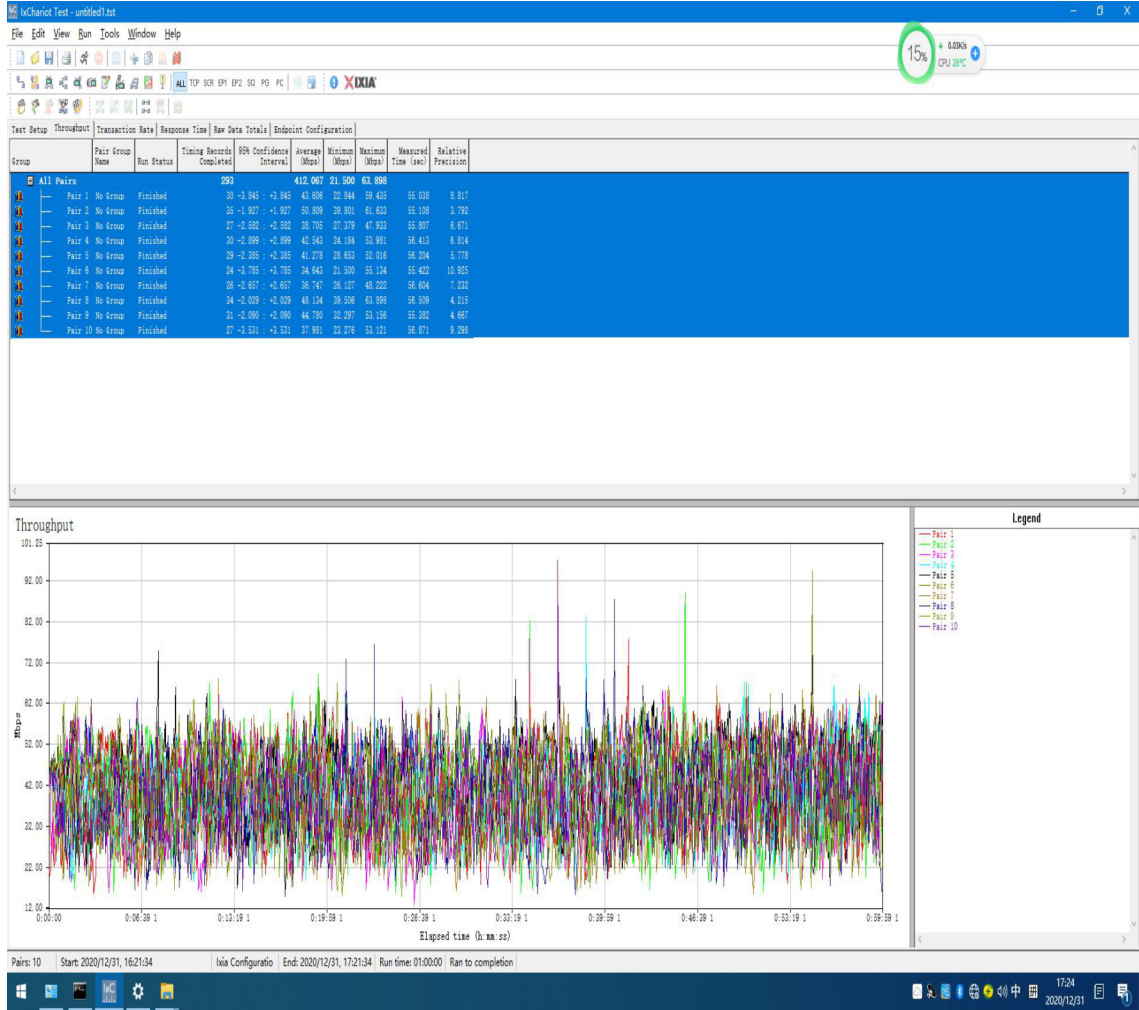 IxChariot Test - untitled1.tst
File Edit View Run Tools Window Help
15% 0.03K/s
CPU 28°C
ALL TCP SCR EP1 EP2 SQ PG PC IXIA
Test Setup Throughput Transaction Rate Response Time Raw Data Totals Endpoint Configuration
Group Pair Group Name Run Status Timing Records Completed 95% Confidence Interval Average (Mbps) Minimum (Mbps) Maximum (Mbps) Measured Time (sec) Relative Precision
All Pairs 293 412.067 21.500 63.898
Pair 1 No Group Finished 30 -3.845 : +3.845 43.606 22.844 59.435 55.038 8.817
Pair 2 No Group Finished 35 -1.927 : +1.927 50.809 39.801 61.633 55.108 3.792
Pair 3 No Group Finished 27 -2.582 : +2.582 38.705 27.379 47.933 55.807 6.671
Pair 4 No Group Finished 30 -2.899 : +2.899 42.543 24.184 53.981 56.413 6.814
Pair 5 No Group Finished 29 -2.385 : +2.385 41.278 28.653 52.016 56.204 5.778
Pair 6 No Group Finished 24 -3.785 : +3.785 34.643 21.500 55.134 55.422 10.925
Pair 7 No Group Finished 26 -2.657 : +2.657 36.747 26.127 48.222 56.604 7.232
Pair 8 No Group Finished 34 -2.029 : +2.029 48.134 39.506 63.898 56.509 4.215
Pair 9 No Group Finished 31 -2.090 : +2.090 44.780 32.297 53.156 55.382 4.667
Pair 10 No Group Finished 27 -3.531 : +3.531 37.981 23.276 53.121 56.871 9.298
Throughput
101.25
92.00
82.00
72.00
62.00
52.00
42.00
32.00
22.00
12.00
Mbps
0:00:00 0:06:39 1 0:13:19 1 0:19:59 1 0:26:39 1 0:33:19 1 0:39:59 1 0:46:39 1 0:53:19 1 0:59:59 1
Elapsed time (h:mm:ss)
Legend
Pair 1
Pair 2
Pair 3
Pair 4
Pair 5
Pair 6
Pair 7
Pair 8
Pair 9
Pair 10
Pairs: 10 Start: 2020/12/31, 16:21:34 Ixia Configuratio End: 2020/12/31, 17:21:34 Run time: 01:00:00 Ran to completion
IxC
中 17:24
2020/12/31